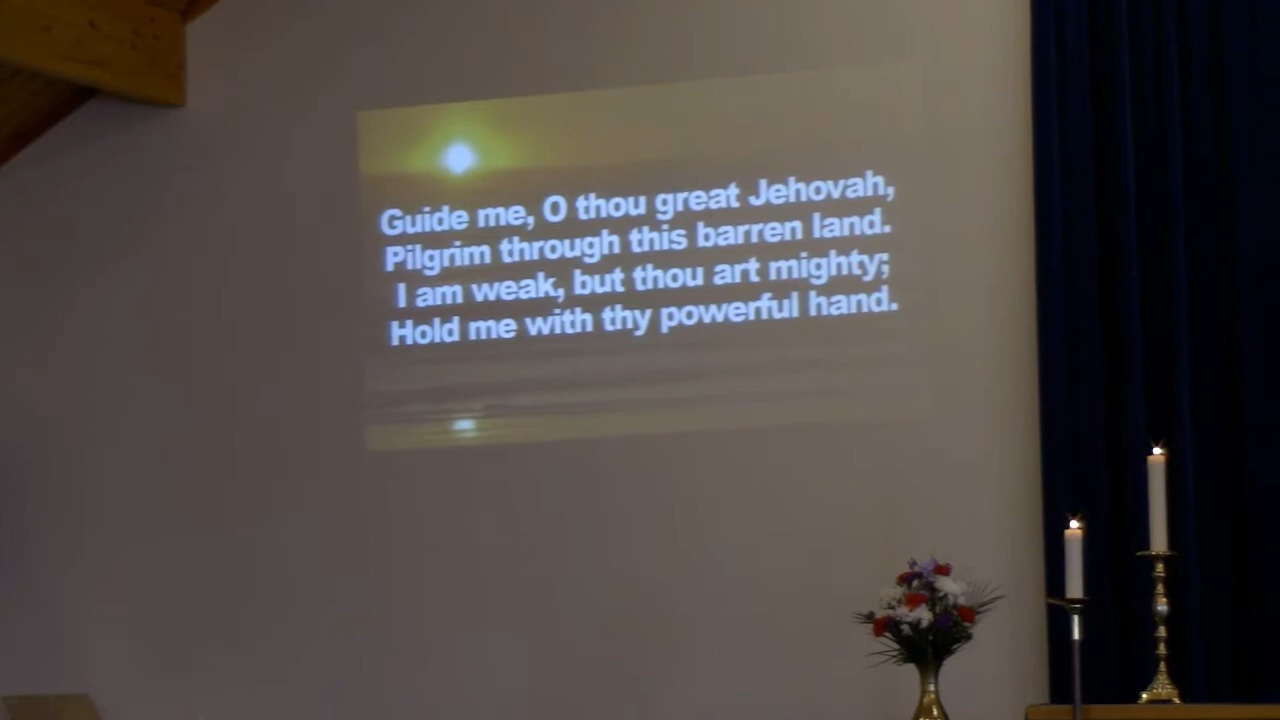 Guide me, O thou great Jehovah,
Pilgrim through this barren land.
I am weak, but thou art mighty;
Hold me with thy powerful hand.